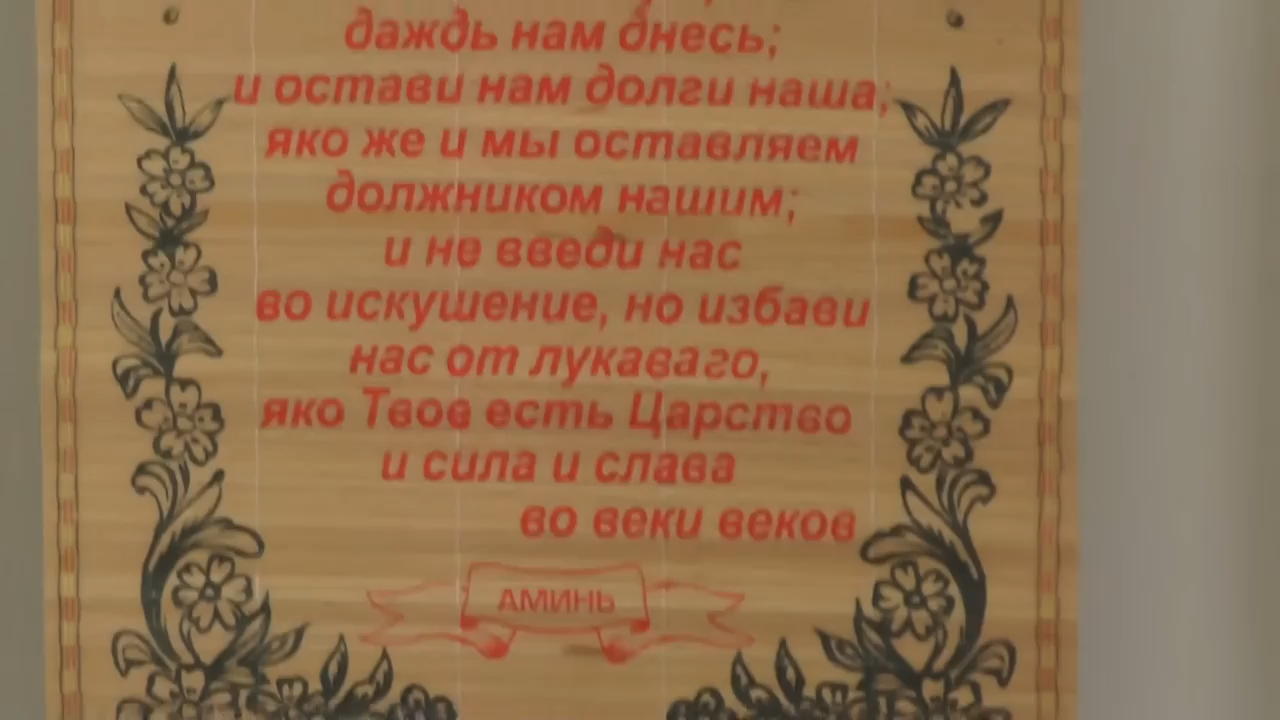 даждь нам днесь;
и остави нам долги наша;
яко же и мы оставляем
должником нашим;
и не введи нас
во искушение, но избави
нас от лукаваго,
яко Твое есть Царство
и сила и слава
во веки веков
АМИНЬ